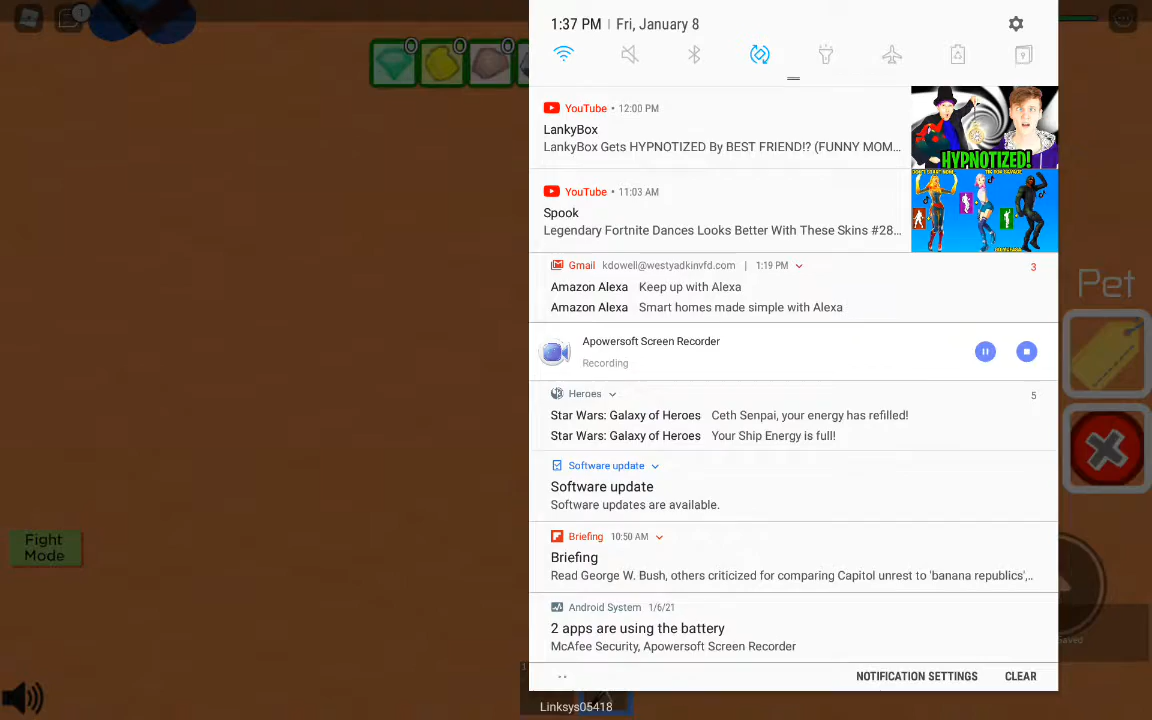 1
0
0
0
1:37 PM | Fri, January 8
YouTube • 12:00 PM
LankyBox
LankyBox Gets HYPNOTIZED By BEST FRIEND!? (FUNNY MOM...
HYPNOTIZED!
YouTube • 11:03 AM
Spook
Legendary Fortnite Dances Looks Better With These Skins #28...
Gmail kdowell@westyadkinvfd.com | 1:19 PM
3
Amazon Alexa Keep up with Alexa
Amazon Alexa Smart homes made simple with Alexa
Pet
Apowersoft Screen Recorder
Recording
Heroes
5
Star Wars: Galaxy of Heroes Ceth Senpai, your energy has refilled!
Star Wars: Galaxy of Heroes Your Ship Energy is full!
Software update
Software update
Software updates are available.
Fight
Mode
Briefing 10:50 AM
Briefing
Read George W. Bush, others criticized for comparing Capitol unrest to 'banana republics',..
Android System 1/6/21
2 apps are using the battery
McAfee Security, Apowersoft Screen Recorder
NOTIFICATION SETTINGS CLEAR
1
Linksys05418